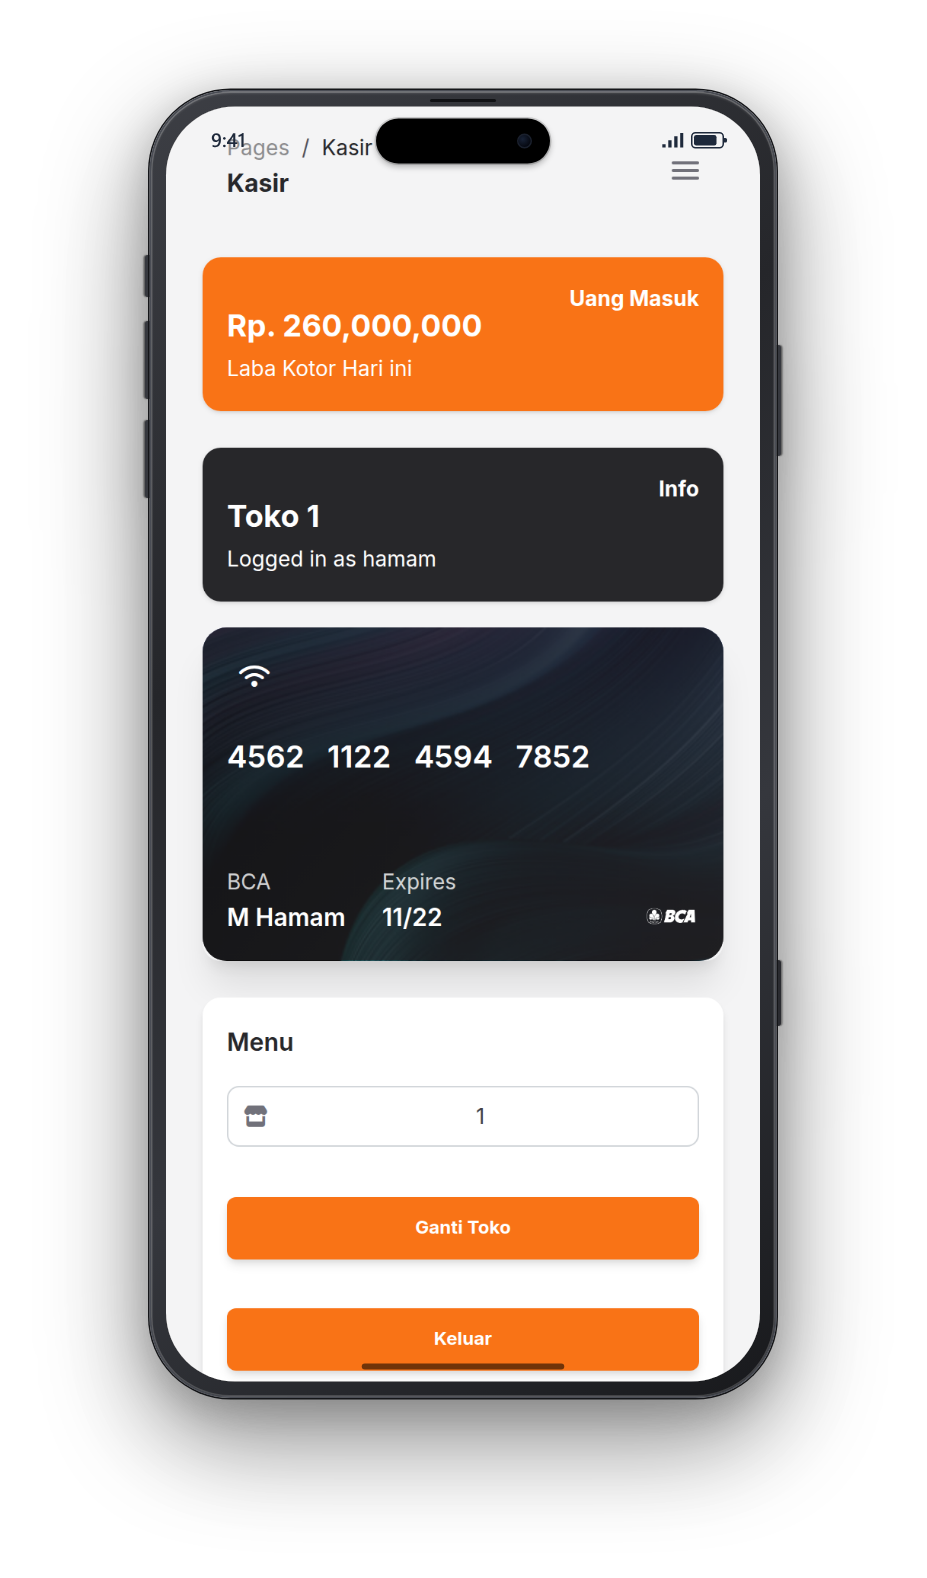 9:41
Pages / Kasir
Kasir
Uang Masuk
Rp. 260,000,000
Laba Kotor Hari ini
Info
Toko 1
Logged in as hamam
4562 1122 4594 7852
BCA Expires
M Hamam 11/22
BCA
Menu
1
Ganti Toko
Keluar